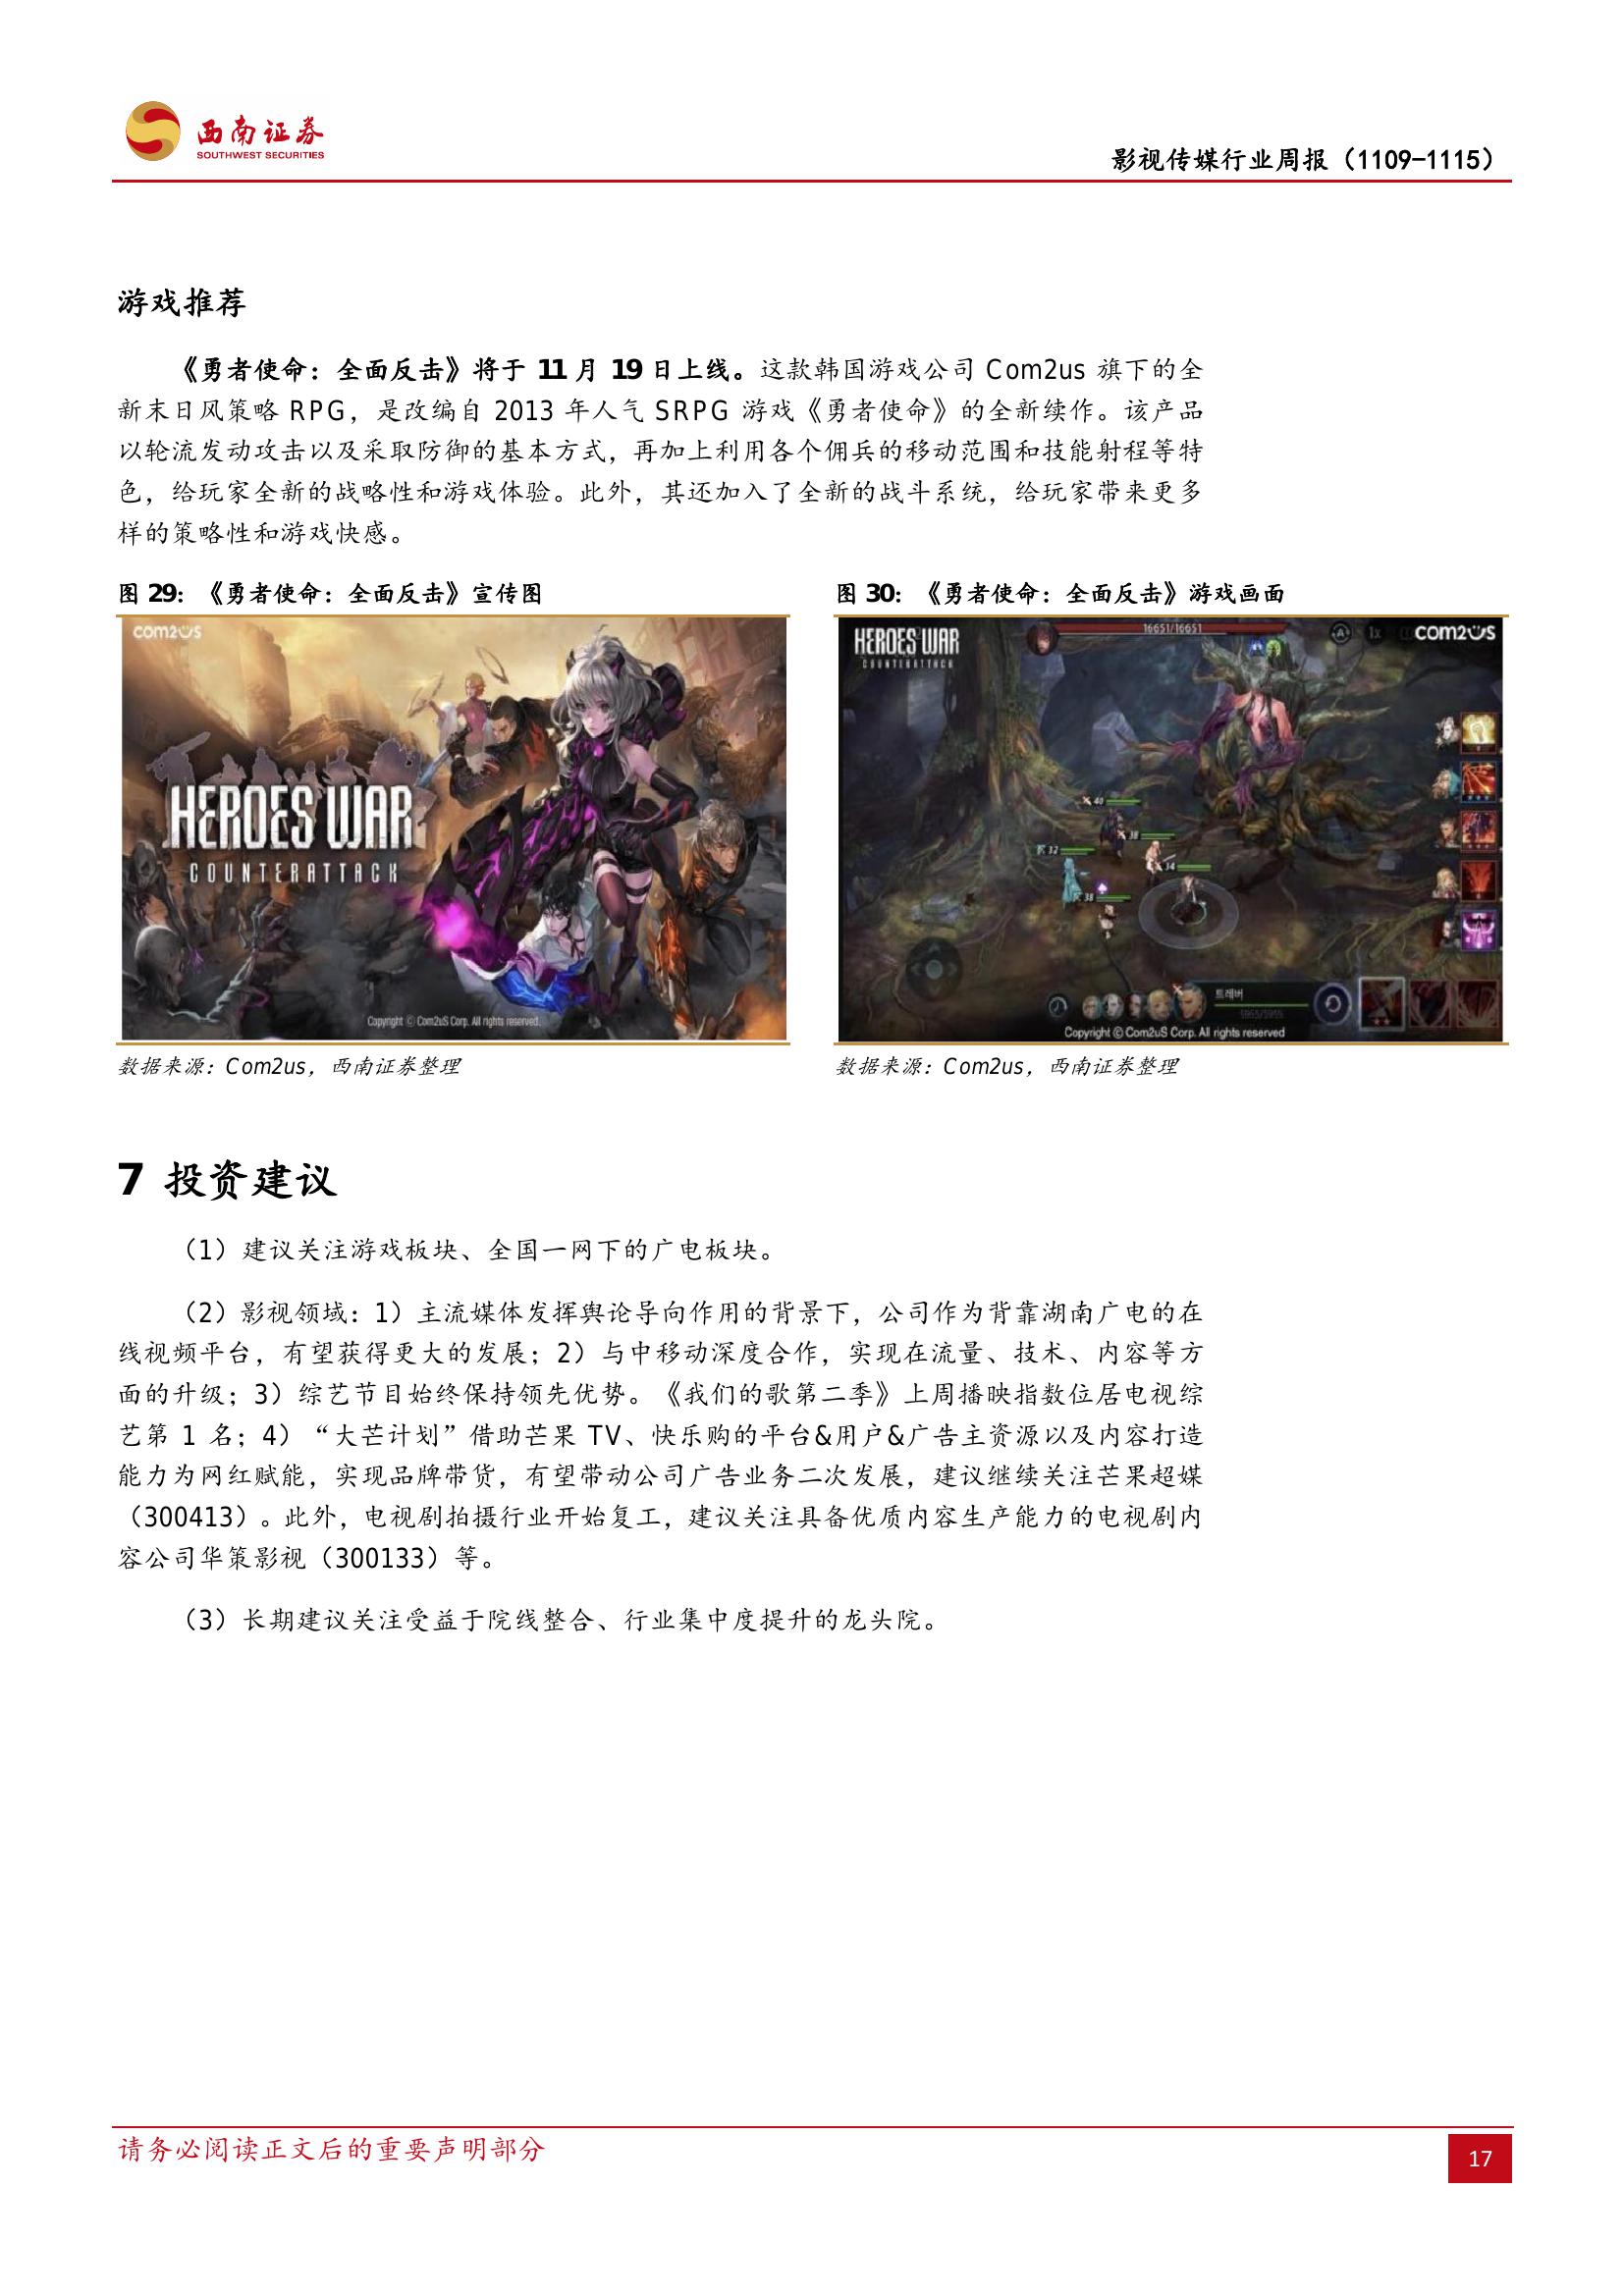 西南证券
SOUTHWEST SECURITIES
影视传媒行业周报（1109-1115）
游戏推荐
《勇者使命：全面反击》将于 11 月 19 日上线。这款韩国游戏公司 Com2us 旗下的全
新末日风策略 RPG，是改编自 2013 年人气 SRPG 游戏《勇者使命》的全新续作。该产品
以轮流发动攻击以及采取防御的基本方式，再加上利用各个佣兵的移动范围和技能射程等特
色，给玩家全新的战略性和游戏体验。此外，其还加入了全新的战斗系统，给玩家带来更多
样的策略性和游戏快感。
图 29：《勇者使命：全面反击》宣传图
com2us
HEROES WAR
COUNTERATTACK
Copyright © Com2uS Corp. All rights reserved.
数据来源：Com2us，西南证券整理
图 30：《勇者使命：全面反击》游戏画面
HEROES WAR
COUNTERATTACK
16651/16651
A
1x
com2us
40
38
32
34
38
트레버
Copyright © Com2uS Corp. All rights reserved
数据来源：Com2us，西南证券整理
7 投资建议
（1）建议关注游戏板块、全国一网下的广电板块。
（2）影视领域：1）主流媒体发挥舆论导向作用的背景下，公司作为背靠湖南广电的在
线视频平台，有望获得更大的发展；2）与中移动深度合作，实现在流量、技术、内容等方
面的升级；3）综艺节目始终保持领先优势。《我们的歌第二季》上周播映指数位居电视综
艺第 1 名；4）“大芒计划”借助芒果 TV、快乐购的平台&用户&广告主资源以及内容打造
能力为网红赋能，实现品牌带货，有望带动公司广告业务二次发展，建议继续关注芒果超媒
（300413）。此外，电视剧拍摄行业开始复工，建议关注具备优质内容生产能力的电视剧内
容公司华策影视（300133）等。
（3）长期建议关注受益于院线整合、行业集中度提升的龙头院。
请务必阅读正文后的重要声明部分
17